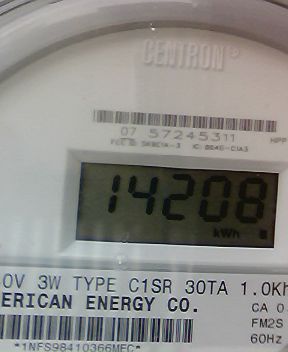 CENTRON®
07 57245311
14208
kWh
0V 3W TYPE C1SR 30TA 1.0Kh
ERICAN ENERGY CO.
CA 0
FM2S
60Hz
*1NFS98410366MEC*